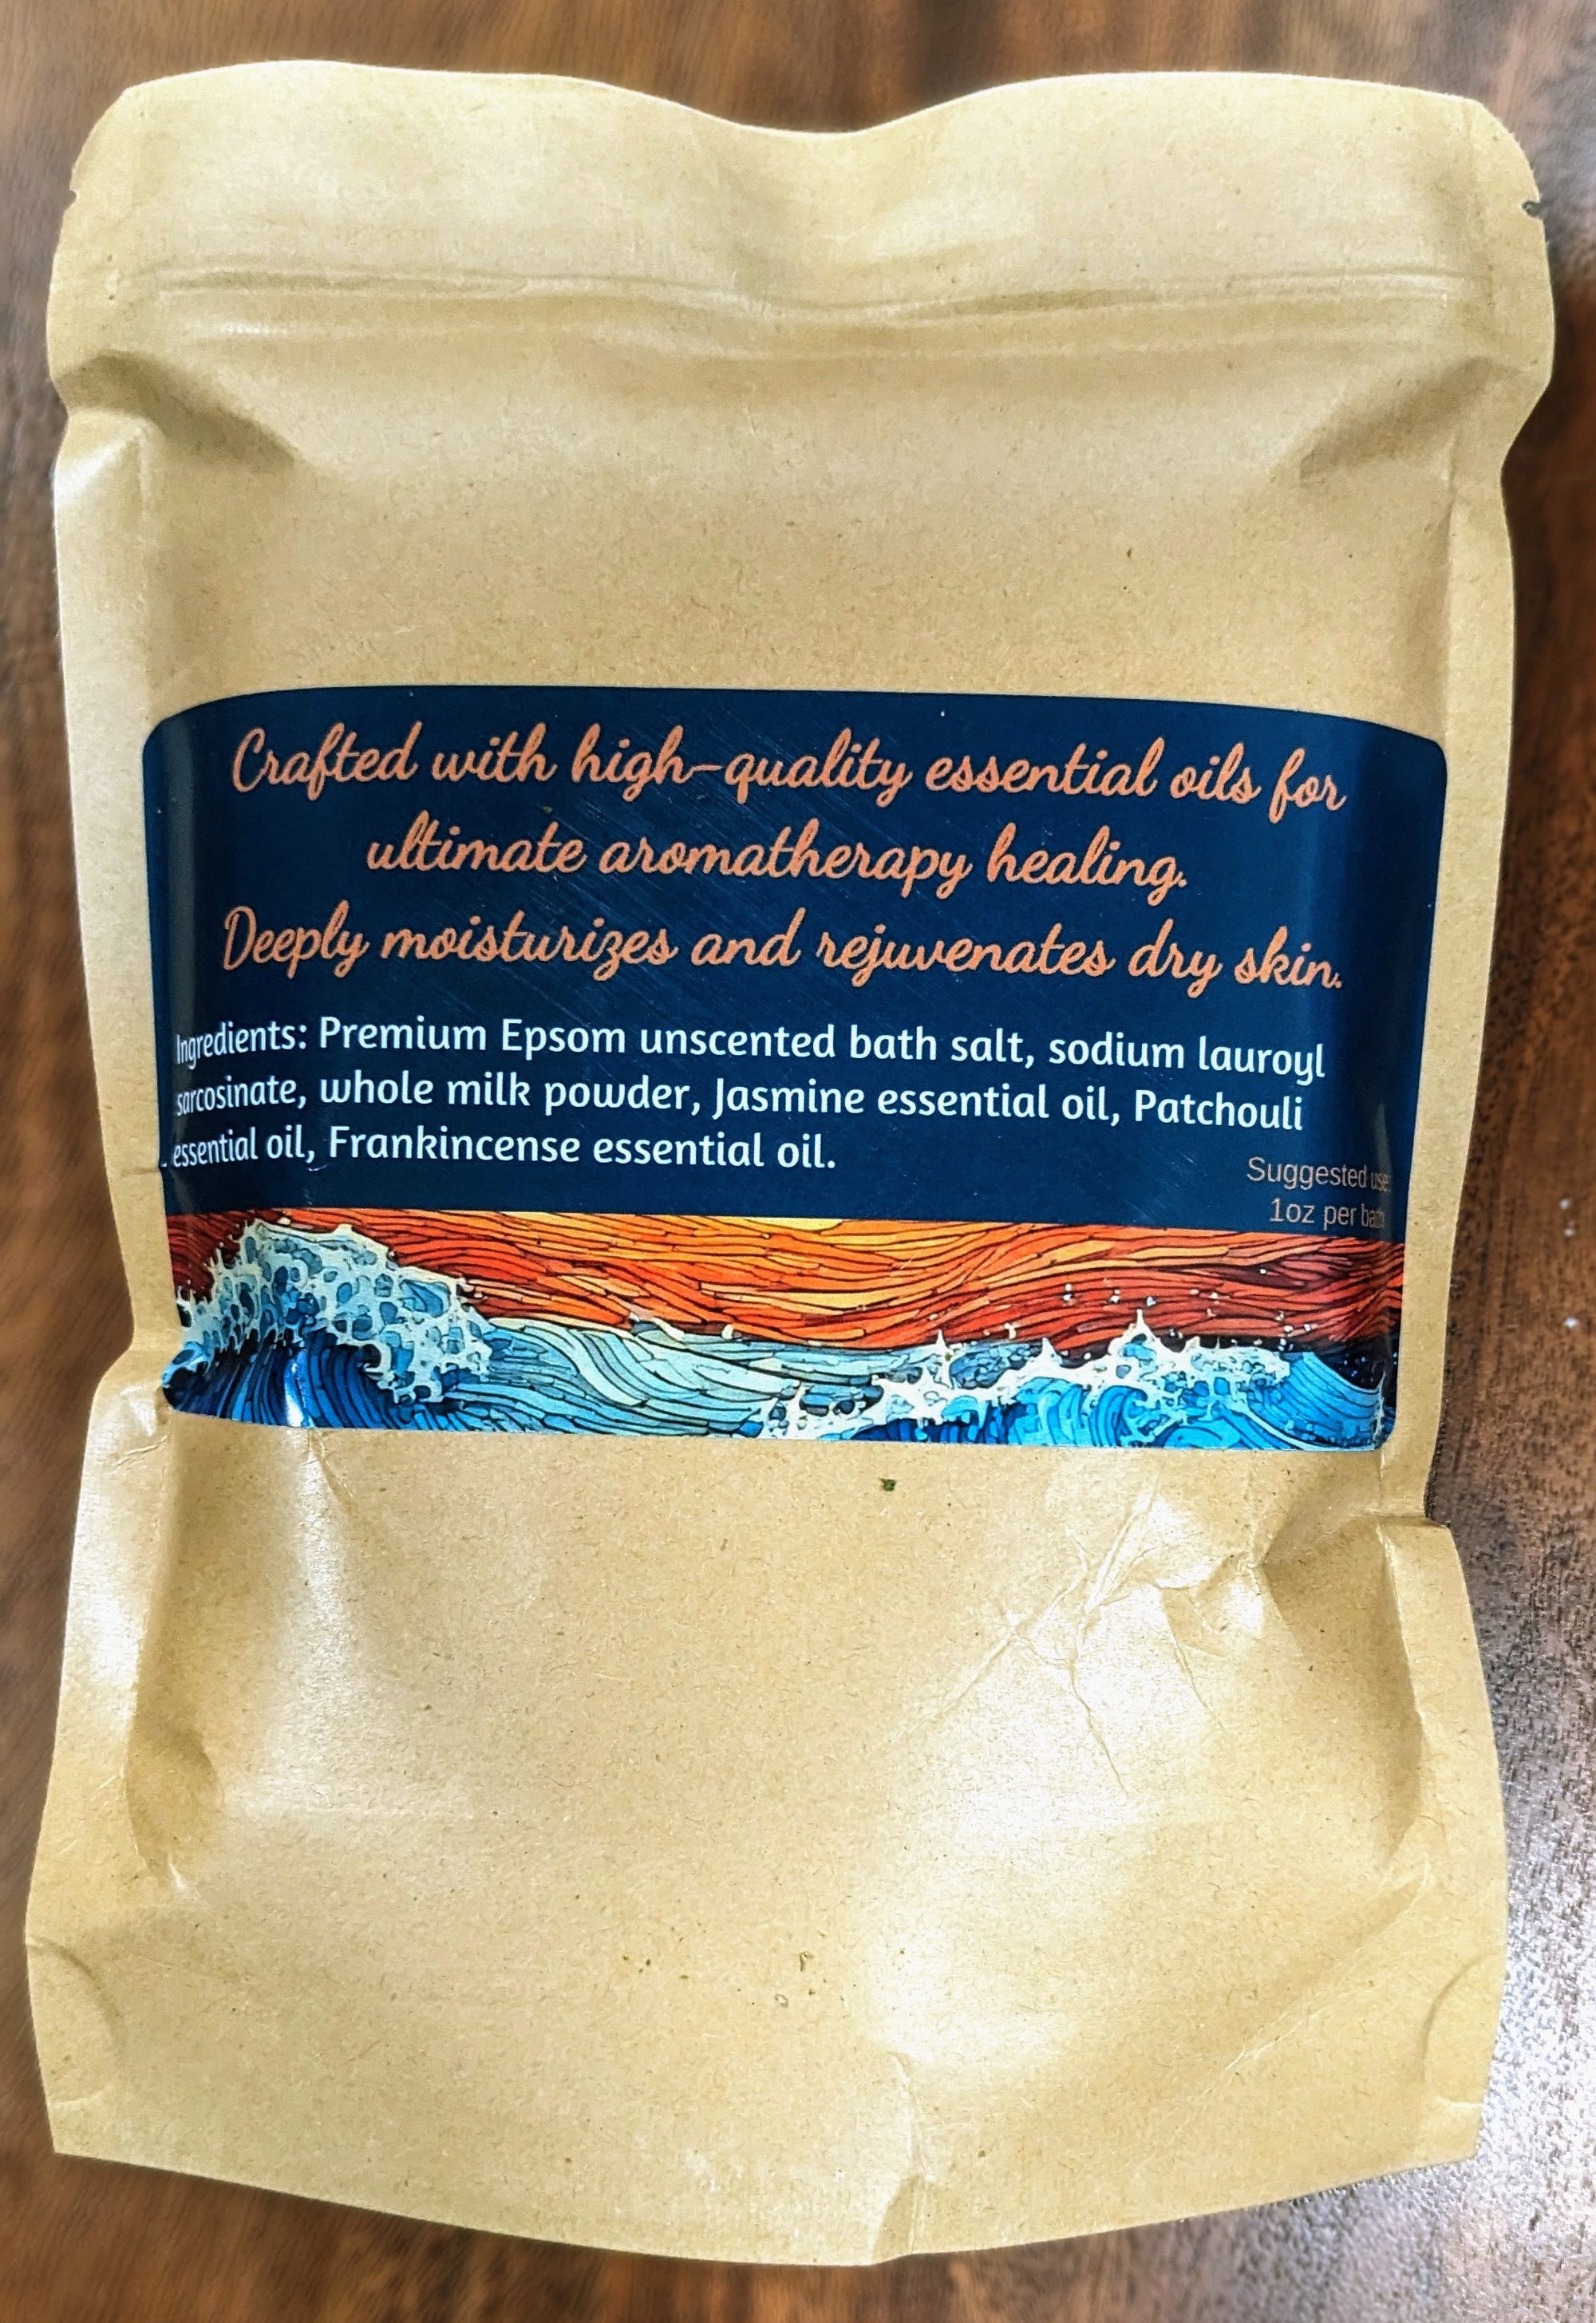 Crafted with high-quality essential oils for
ultimate aromatherapy healing.
Deeply moisturizes and rejuvenates dry skin.
Ingredients: Premium Epsom unscented bath salt, sodium lauroyl
sarcosinate, whole milk powder, Jasmine essential oil, Patchouli
essential oil, Frankincense essential oil.
Suggested use:
1oz per bath